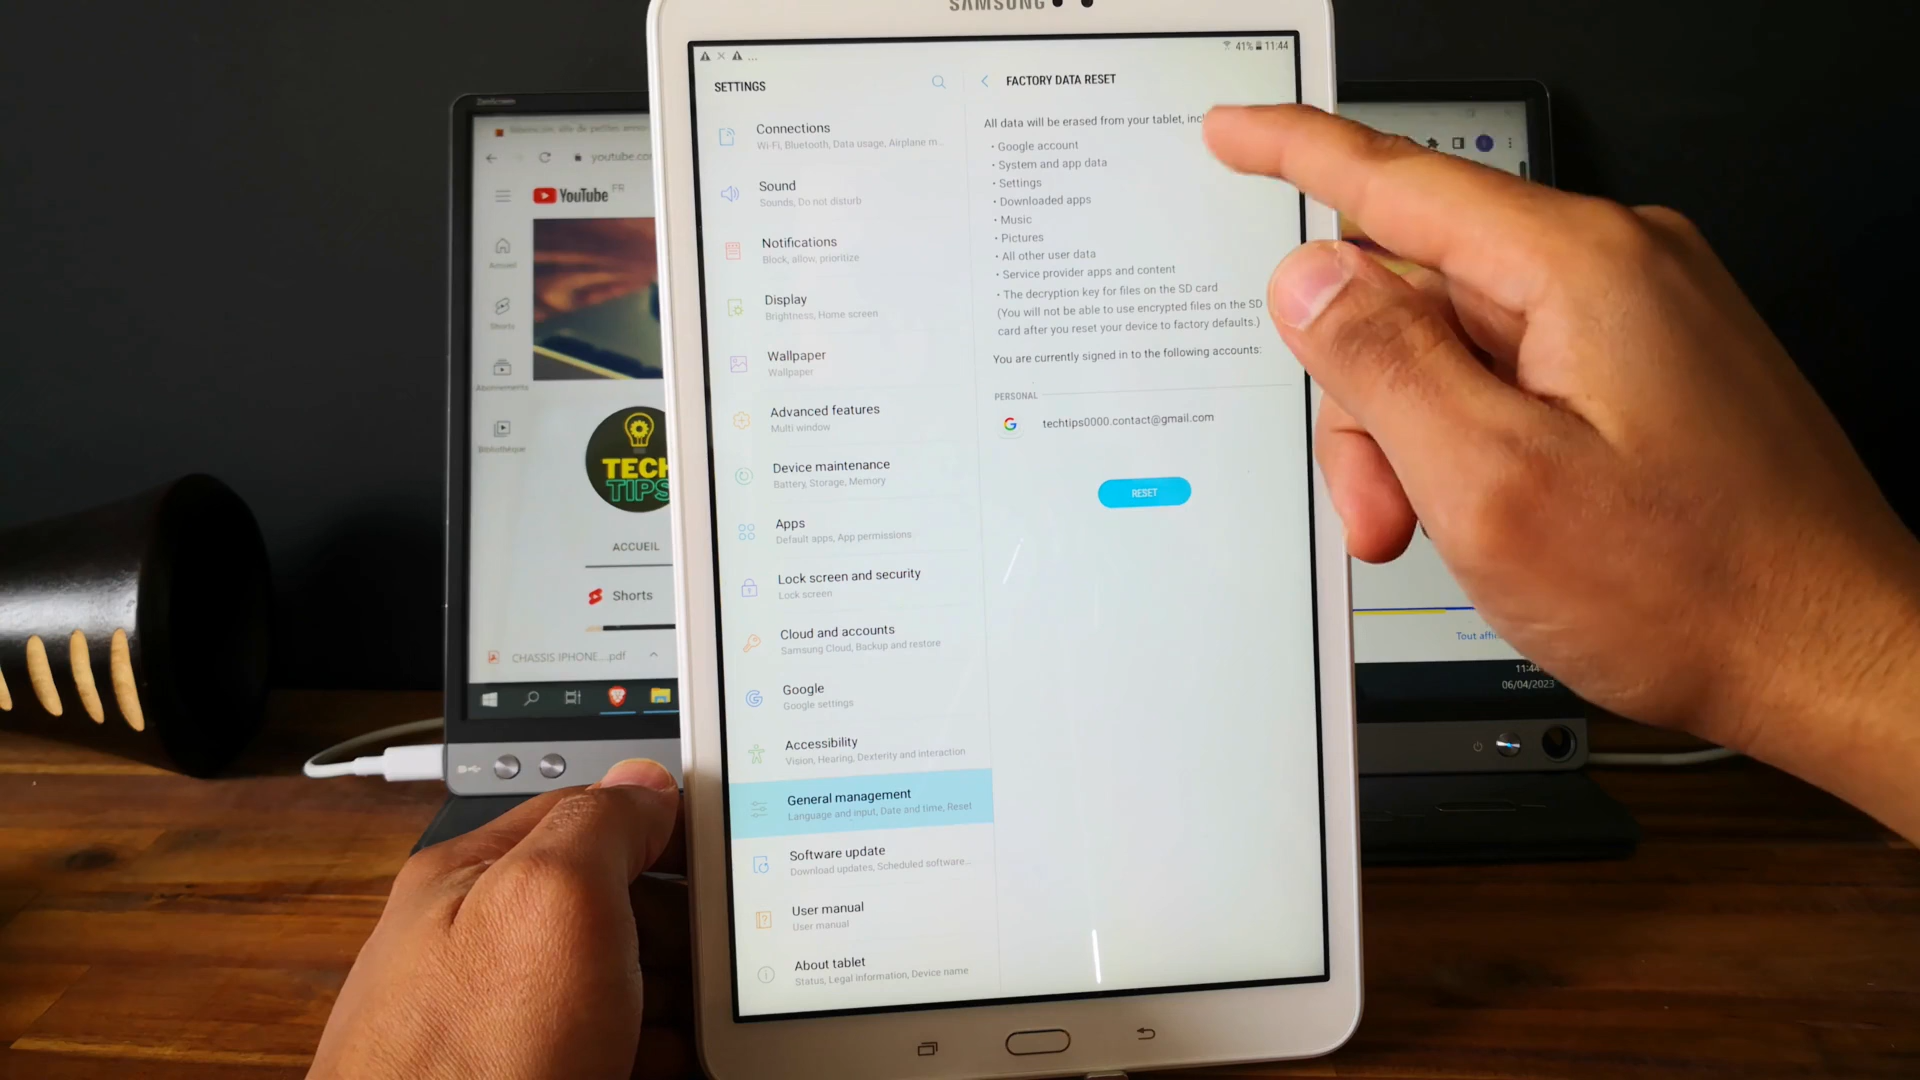 SAMSUNG
41% 11:44
SETTINGS
Connections
Wi-Fi, Bluetooth, Data usage, Airplane m...
Sound
Sounds, Do not disturb
Notifications
Block, allow, prioritize
Display
Brightness, Home screen
Wallpaper
Wallpaper
Advanced features
Multi window
Device maintenance
Battery, Storage, Memory
Apps
Default apps, App permissions
Lock screen and security
Lock screen
Cloud and accounts
Samsung Cloud, Backup and restore
Google
Google settings
Accessibility
Vision, Hearing, Dexterity and interaction
General management
Language and input, Date and time, Reset
Software update
Download updates, Scheduled software...
User manual
User manual
About tablet
Status, Legal information, Device name
FACTORY DATA RESET
All data will be erased from your tablet, incl
• Google account
• System and app data
• Settings
• Downloaded apps
• Music
• Pictures
• All other user data
• Service provider apps and content
• The decryption key for files on the SD card
(You will not be able to use encrypted files on the SD
card after you reset your device to factory defaults.)
You are currently signed in to the following accounts:
PERSONAL
techtips0000.contact@gmail.com
RESET
ZenScreen
youtube.co
YouTube FR
Accueil
Shorts
Abonnements
Bibliothèque
TECH
TIPS
ACCUEIL
Shorts
CHASSIS IPHONE....pdf
Tout affi
11:44
06/04/2023